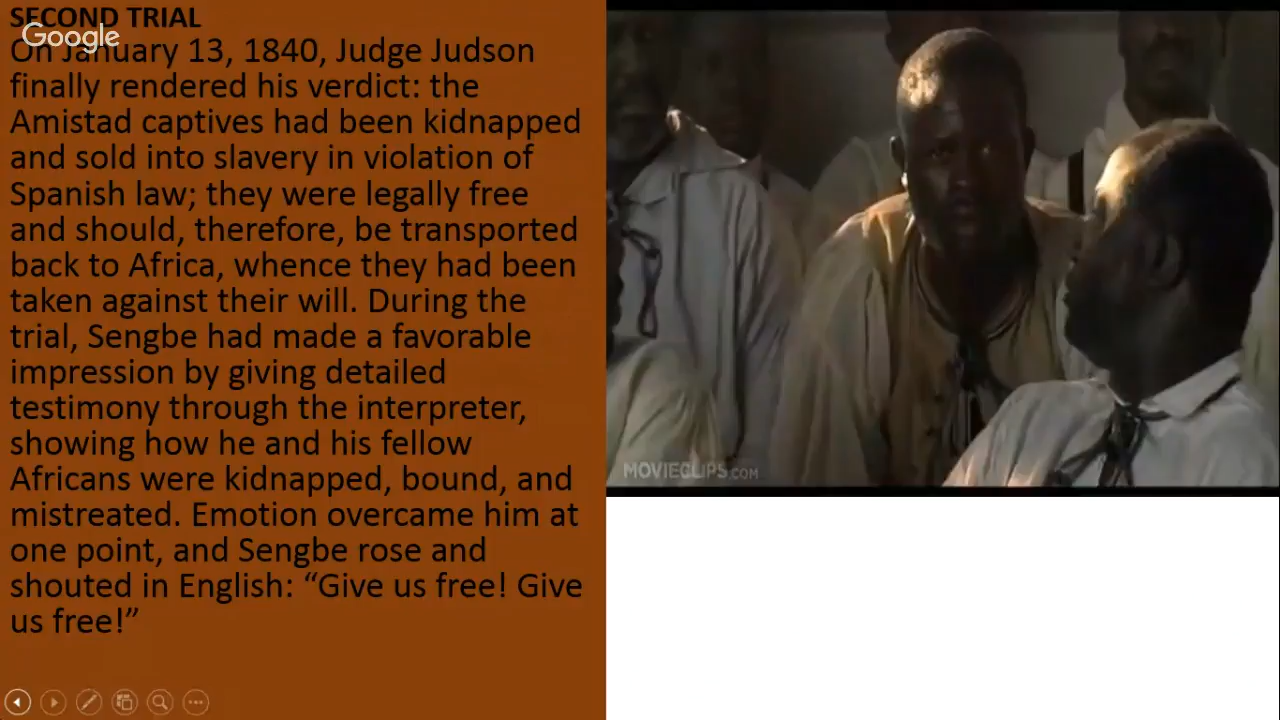 SECOND TRIAL
Google
On January 13, 1840, Judge Judson
finally rendered his verdict: the
Amistad captives had been kidnapped
and sold into slavery in violation of
Spanish law; they were legally free
and should, therefore, be transported
back to Africa, whence they had been
taken against their will. During the
trial, Sengbe had made a favorable
impression by giving detailed
testimony through the interpreter,
showing how he and his fellow
Africans were kidnapped, bound, and
mistreated. Emotion overcame him at
one point, and Sengbe rose and
shouted in English: “Give us free! Give
us free!”
MOVIECLIPS.COM